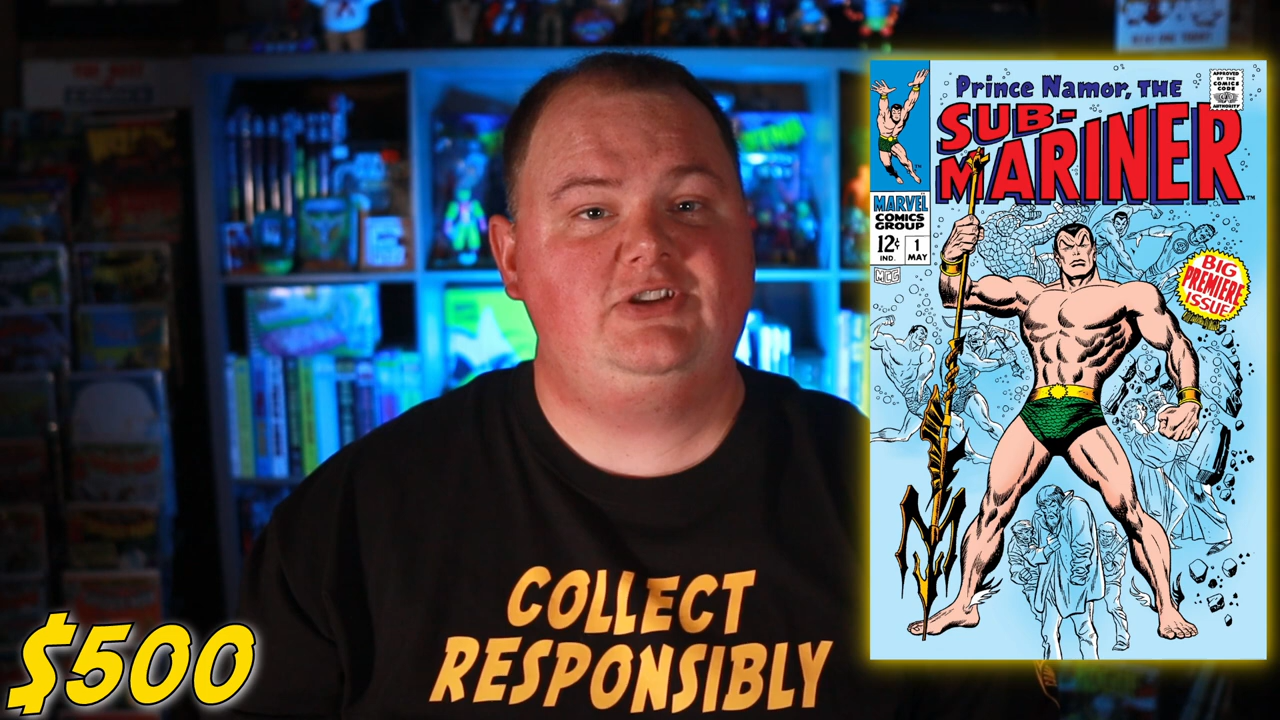 Prince Namor, THE
SUB-
MARINER
APPROVED
BY THE
COMICS
CODE
AUTHORITY
MARVEL
COMICS
GROUP
12¢
IND.
1
MAY
MCG
BIG
PREMIERE
ISSUE
COLLECT
RESPONSIBLY
$500